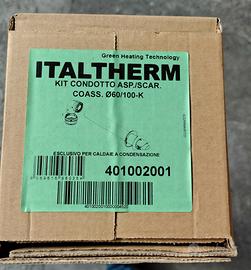 Green Heating Technology
ITALTHERM
KIT CONDOTTO ASP./SCAR.
COASS. Ø60/100-K
ESCLUSIVO PER CALDAIE A CONDENSAZIONE
401002001